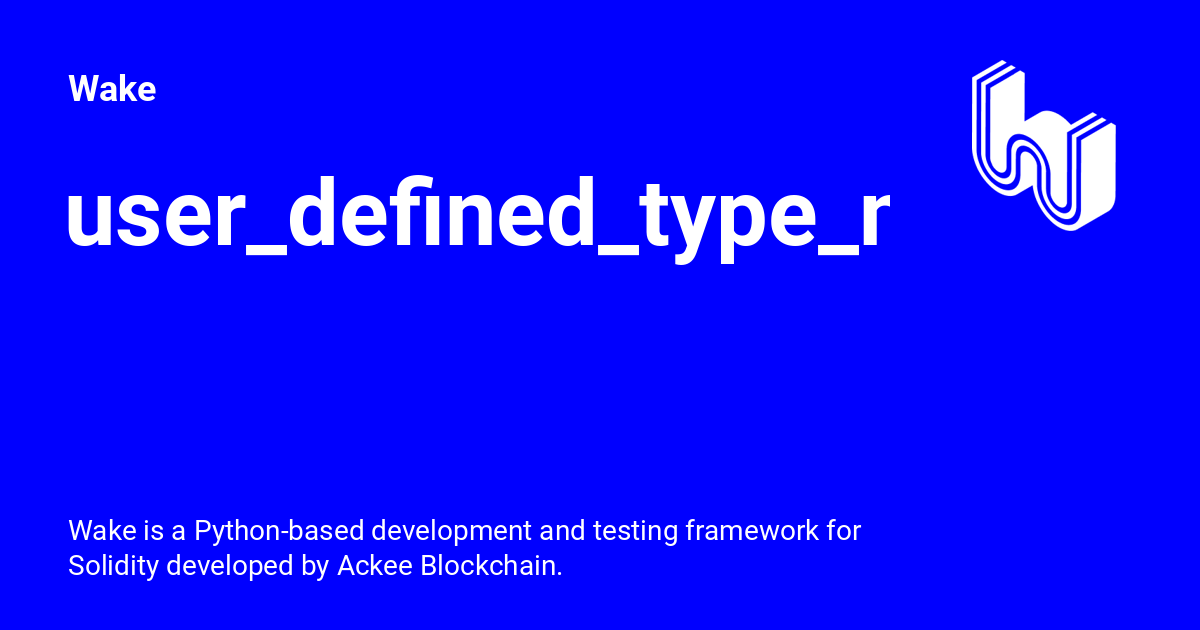 Wake
user_defined_type_r
Wake is a Python-based development and testing framework for
Solidity developed by Ackee Blockchain.